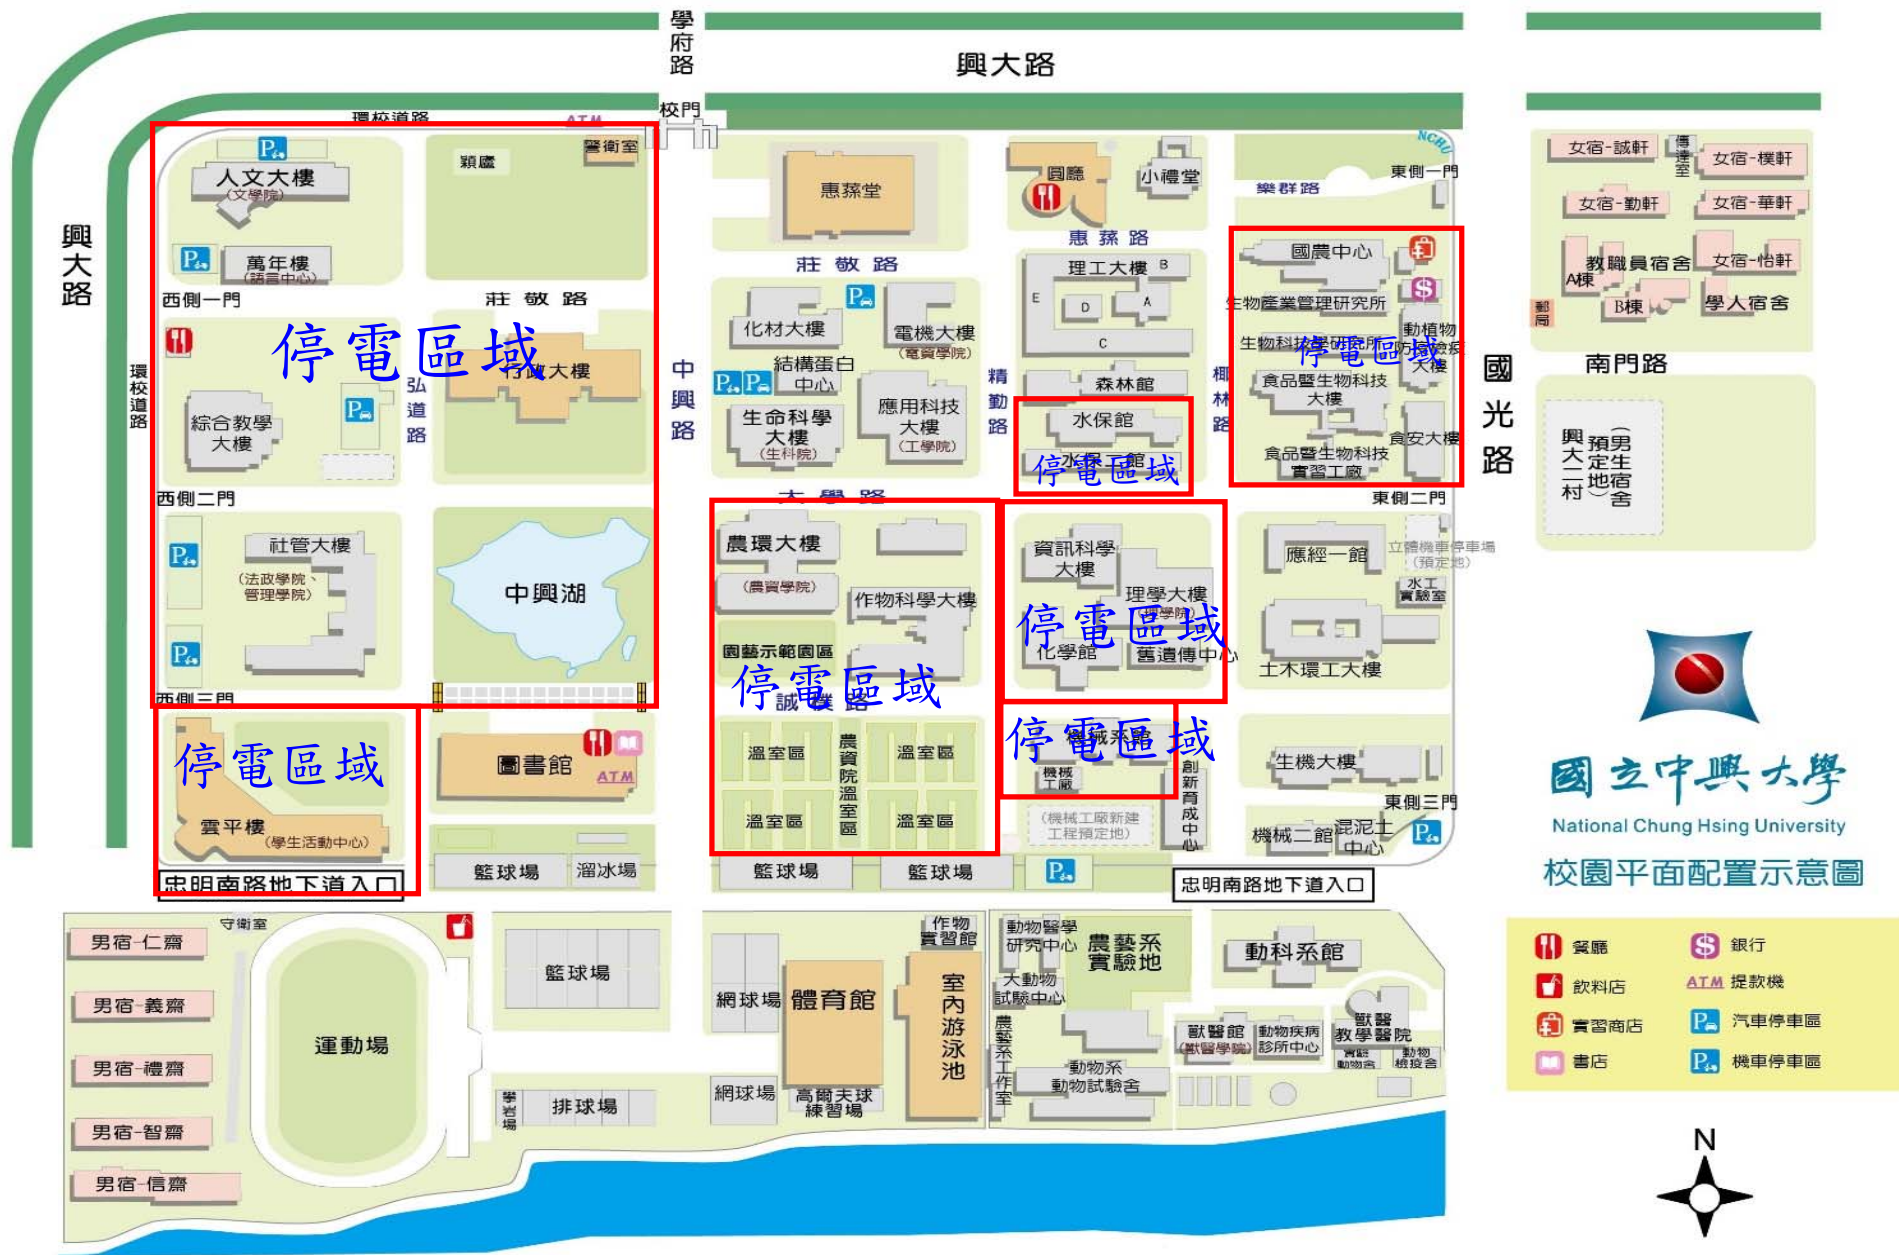 學府路
興大路
校門
環校道路
ATM
警衛室
穎廬
人文大樓
(文學院)
萬年樓
(語言中心)
興大路
西側一門
莊敬路
停電區域
行政大樓
弘道路
環校道路
綜合教學
大樓
西側二門
社管大樓
(法政學院、
管理學院)
中興湖
西側三門
停電區域
雲平樓
(學生活動中心)
忠明南路地下道入口
圖書館
ATM
籃球場
溜冰場
中興路
惠蓀堂
莊敬路
化材大樓
電機大樓
(電資學院)
結構蛋白
中心
生命科學
大樓
(生科院)
應用科技
大樓
(工學院)
大學路
農環大樓
(農資學院)
作物科學大樓
園藝示範園區
停電區域
誠樸路
溫室區
農資院溫室區
溫室區
溫室區
溫室區
籃球場
籃球場
圓廳
小禮堂
惠蓀路
理工大樓
B
E
D
A
C
精勤路
森林館
水保館
水保二館
停電區域
資訊科學
大樓
理學大樓
(理學院)
停電區域
化學館
舊遺傳中心
停電區域
機械系館
機械
工廠
創新育成中心
(機械工廠新建
工程預定地)
忠明南路地下道入口
NCHU
東側一門
樂群路
國農中心
生物產業管理研究所
生物科技學研究所
動植物
防疫檢疫
大樓
停電區域
椰林路
食品暨生物科技
大樓
食安大樓
食品暨生物科技
實習工廠
東側二門
應經一館
立體機車停車場
(預定地)
水工
實驗室
土木環工大樓
生機大樓
東側三門
機械二館
混泥土
中心
國光路
女宿-誠軒
傳達室
女宿-樸軒
女宿-勤軒
女宿-華軒
教職員宿舍
A棟
B棟
女宿-怡軒
學人宿舍
郵局
南門路
興大二村
(男生宿舍
預定地)
國立中興大學
National Chung Hsing University
校園平面配置示意圖
守衛室
男宿-仁齋
男宿-義齋
男宿-禮齋
男宿-智齋
男宿-信齋
運動場
籃球場
攀岩場
排球場
網球場
網球場
體育館
高爾夫球
練習場
作物
實習館
室內游泳池
動物醫學
研究中心
農藝系
實驗地
大動物
試驗中心
農藝系工作室
動物系
動物試驗舍
動科系館
獸醫館
(獸醫學院)
動物疾病
診所中心
獸醫
教學醫院
實驗
動物舍
動物
檢疫舍
餐廳
銀行
飲料店
ATM 提款機
實習商店
汽車停車區
書店
機車停車區
N